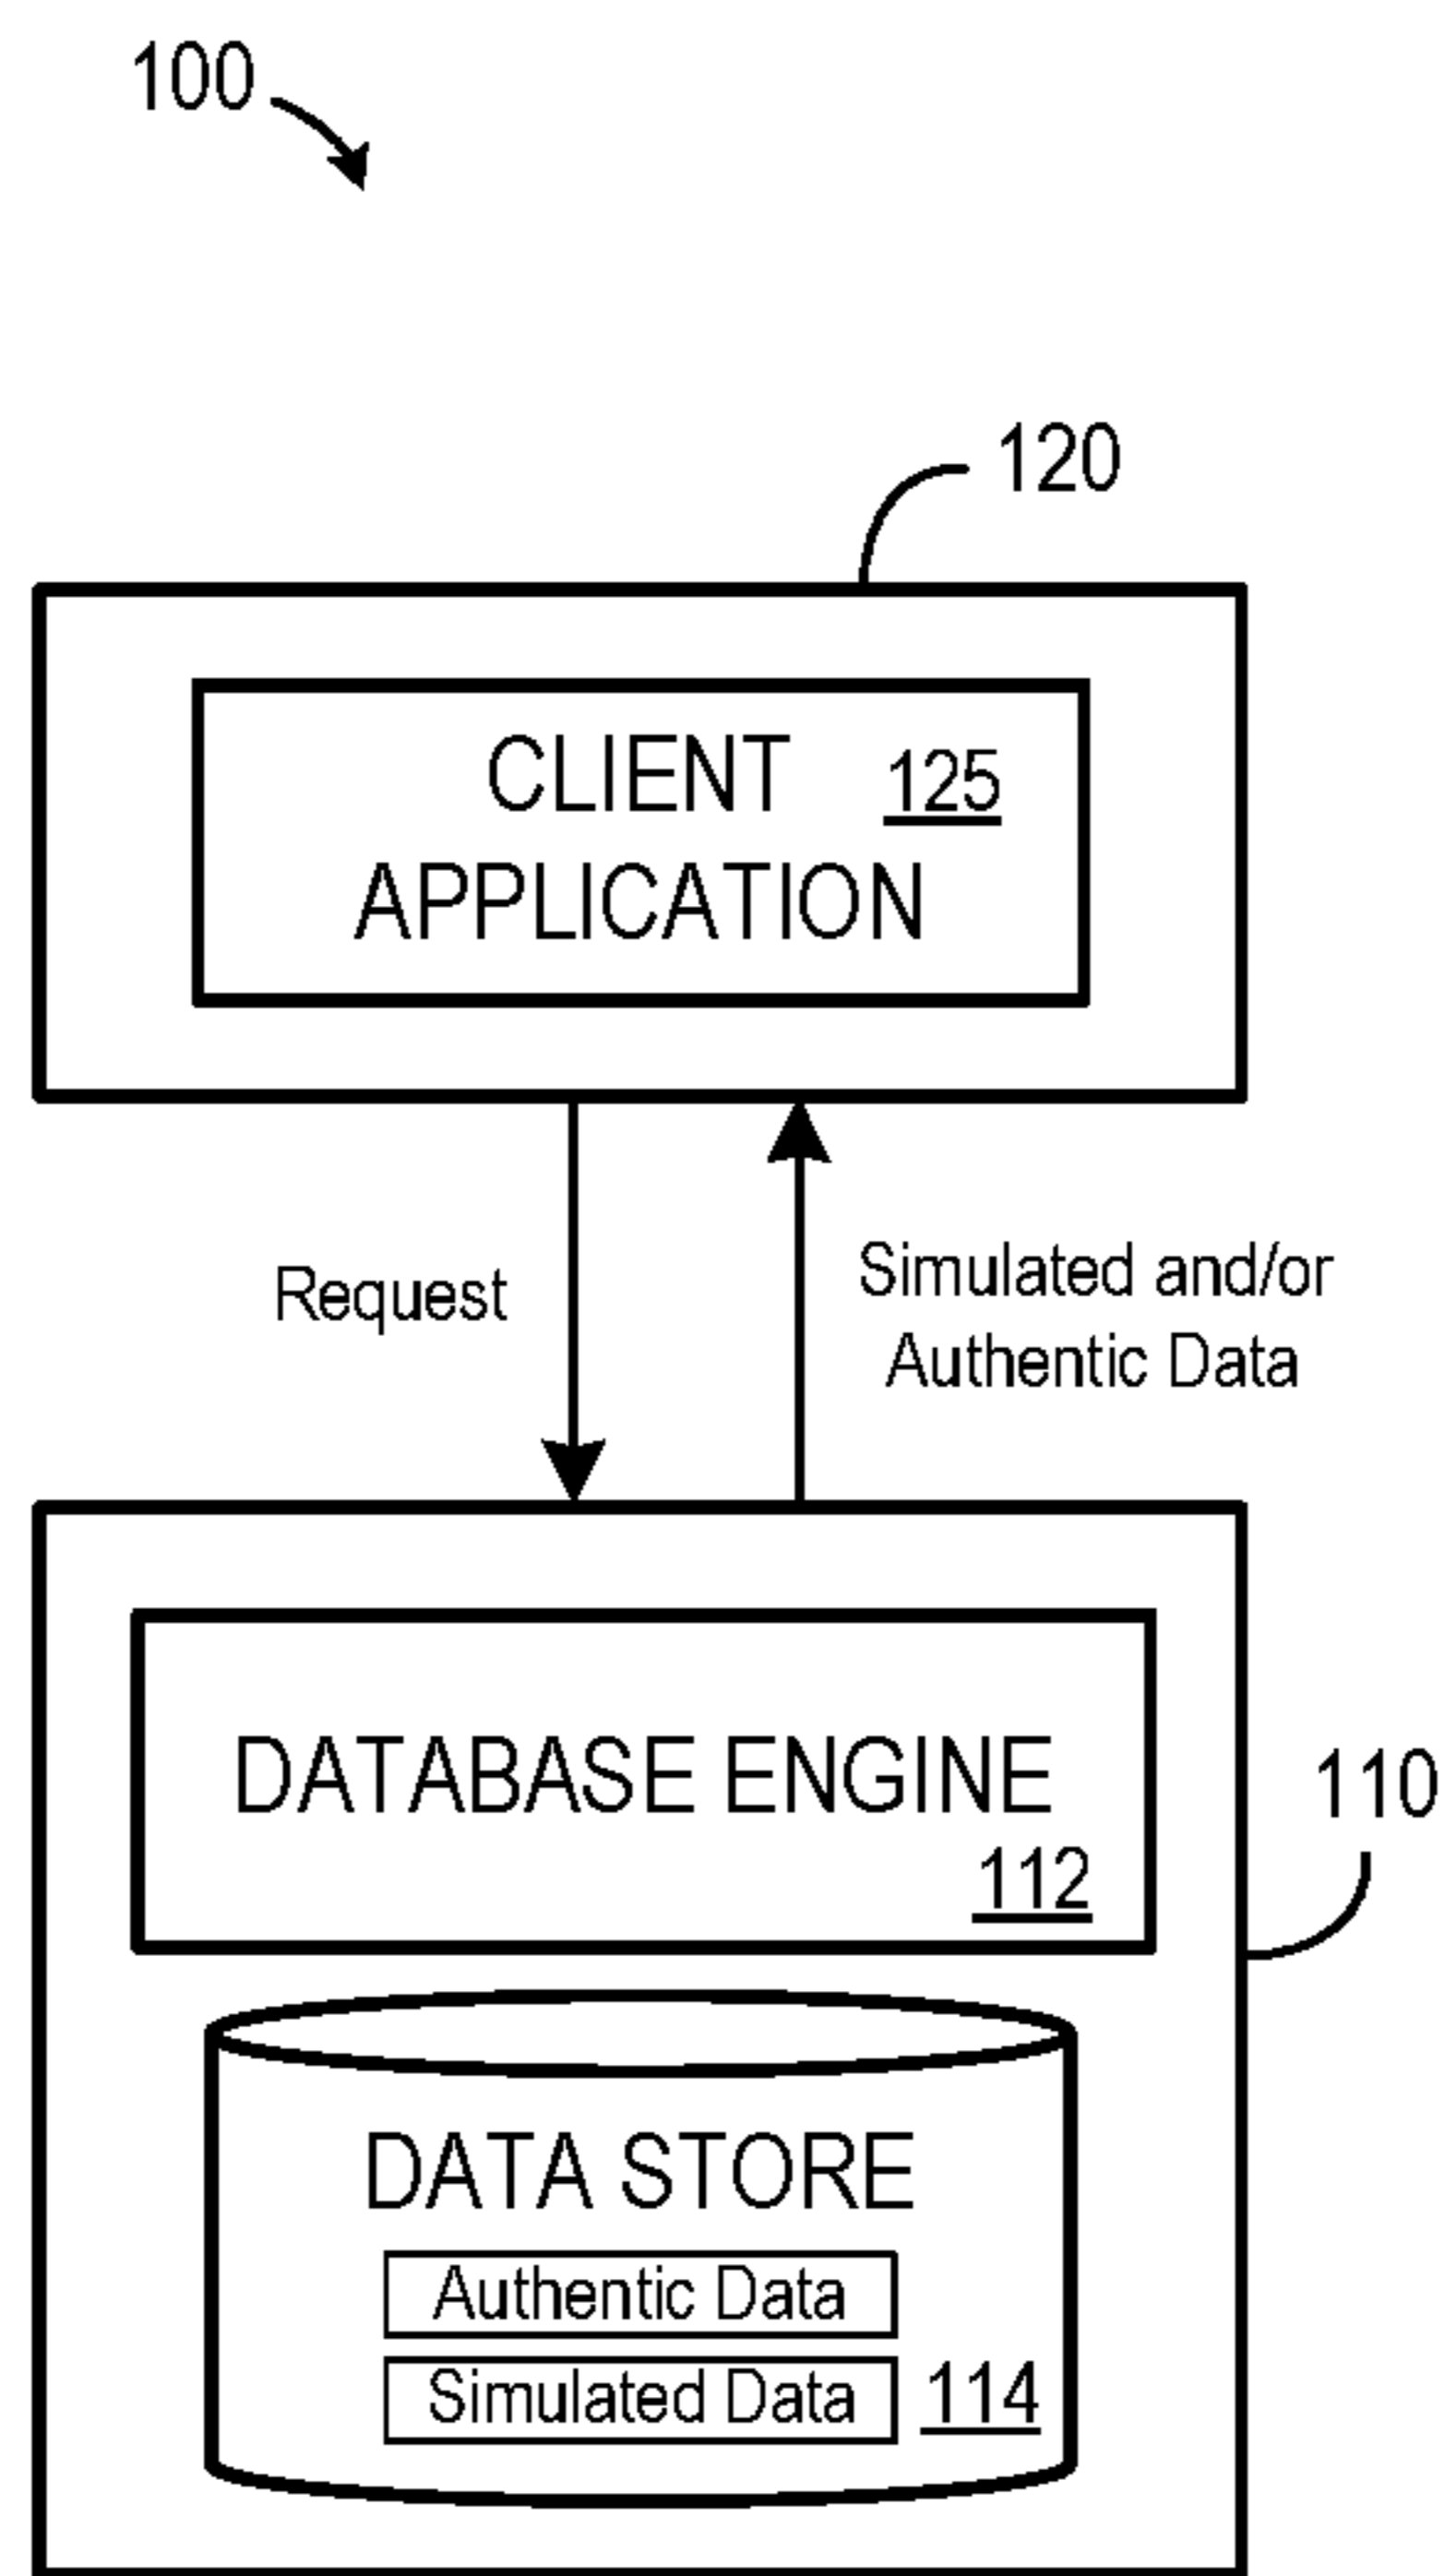 100
120
CLIENT 125
APPLICATION
Request
Simulated and/or
Authentic Data
DATABASE ENGINE
112
110
DATA STORE
Authentic Data
Simulated Data 114